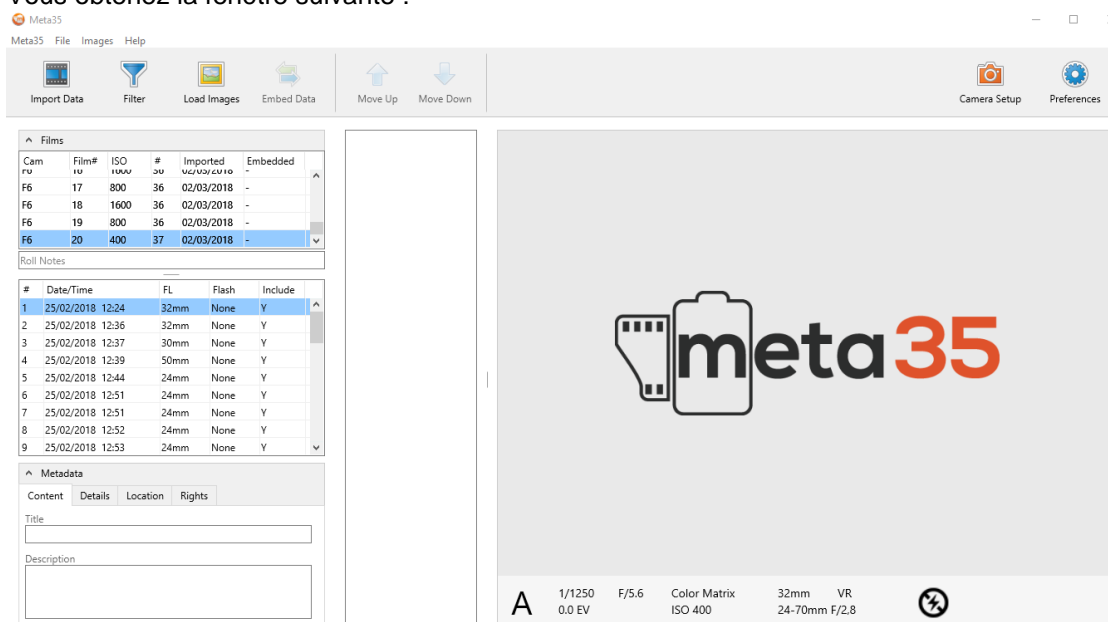 Vous obtenez la fenêtre suivante :
Meta35
Meta35 File Images Help
Import Data Filter Load Images Embed Data Move Up Move Down Camera Setup Preferences
Films
Cam Film# ISO # Imported Embedded
F6 16 1600 36 02/03/2018 -
F6 17 800 36 02/03/2018 -
F6 18 1600 36 02/03/2018 -
F6 19 800 36 02/03/2018 -
F6 20 400 37 02/03/2018 -
Roll Notes
# Date/Time FL Flash Include
1 25/02/2018 12:24 32mm None Y
2 25/02/2018 12:36 32mm None Y
3 25/02/2018 12:37 30mm None Y
4 25/02/2018 12:39 50mm None Y
5 25/02/2018 12:44 24mm None Y
6 25/02/2018 12:51 24mm None Y
7 25/02/2018 12:51 24mm None Y
8 25/02/2018 12:52 24mm None Y
9 25/02/2018 12:53 24mm None Y
Metadata
Content Details Location Rights
Title
Description
meta35
A
1/1250 F/5.6 Color Matrix 32mm VR
0.0 EV ISO 400 24-70mm F/2,8